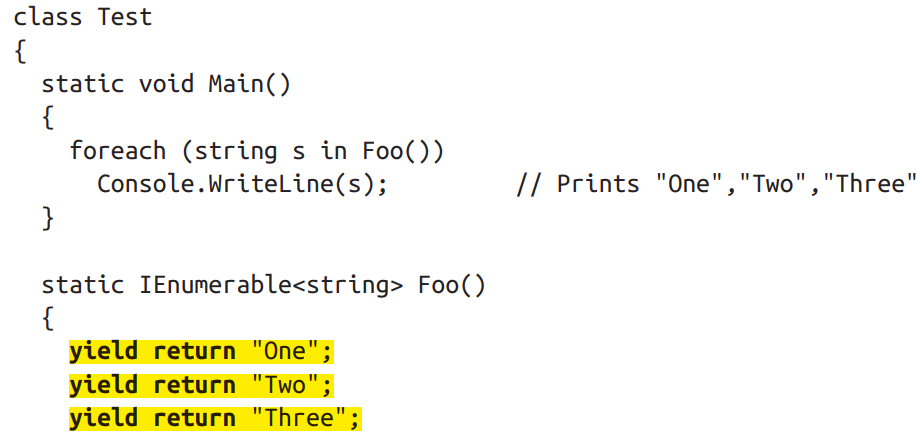 class Test
{
  static void Main()
  {
    foreach (string s in Foo())
      Console.WriteLine(s);         // Prints "One","Two","Three"
  }

  static IEnumerable<string> Foo()
  {
    yield return "One";
    yield return "Two";
    yield return "Three";